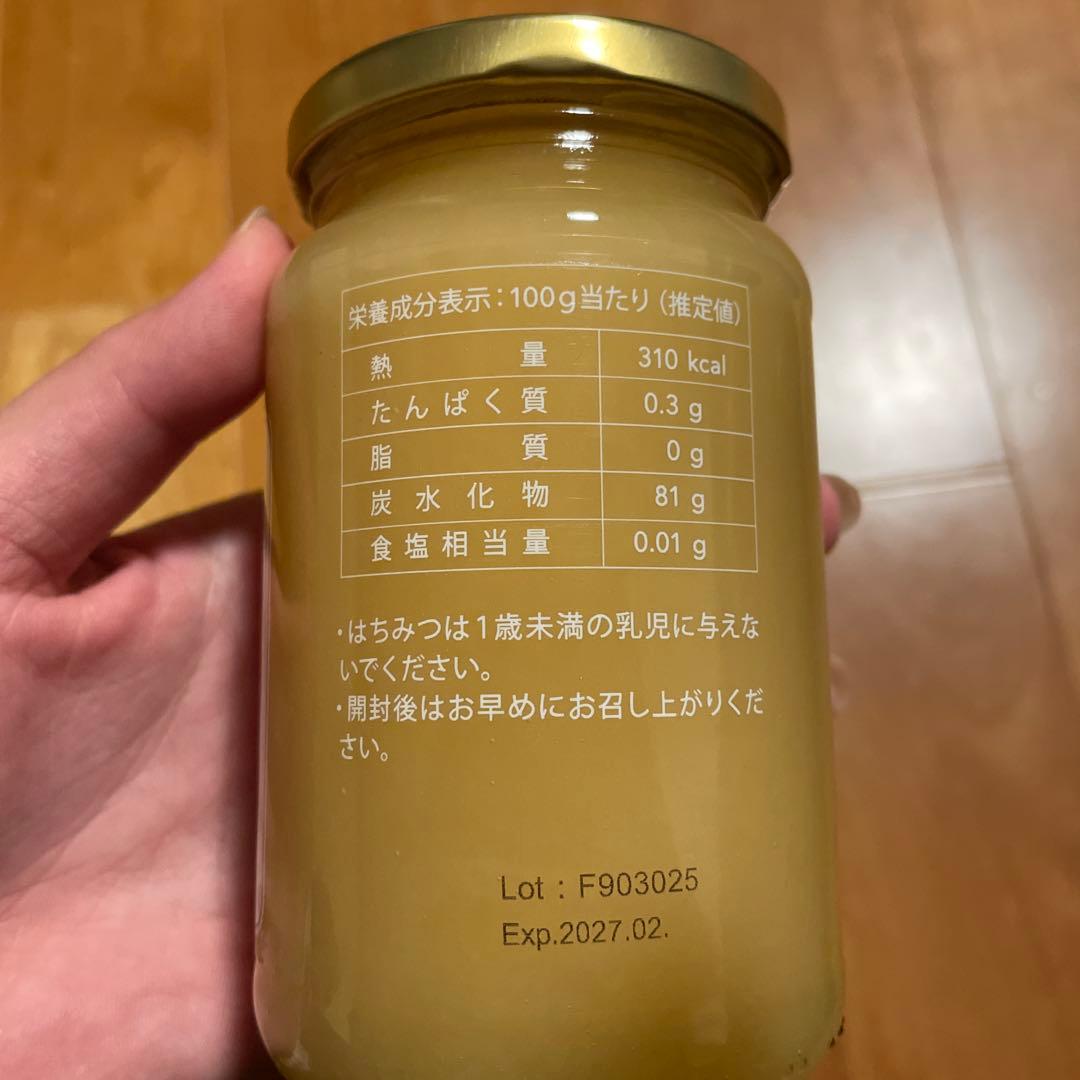 栄養成分表示：100g当たり（推定値）
熱量 310 kcal
たんぱく質 0.3 g
脂質 0 g
炭水化物 81 g
食塩相当量 0.01 g
・はちみつは1歳未満の乳児に与えな
いでください。
・開封後はお早めにお召し上がりくだ
さい。
Lot : F903025
Exp.2027.02.